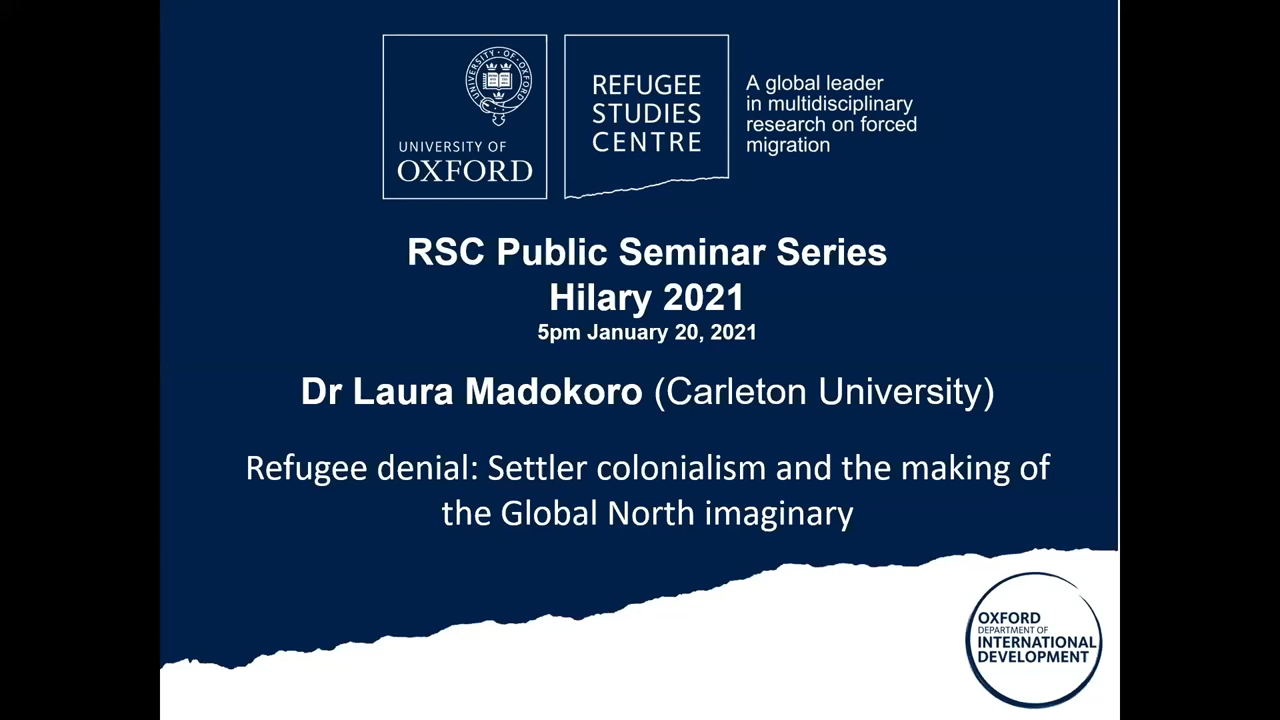 UNIVERSITY · OF · OXFORD
UNIVERSITY OF
OXFORD
REFUGEE
STUDIES
CENTRE
A global leader
in multidisciplinary
research on forced
migration
RSC Public Seminar Series
Hilary 2021
5pm January 20, 2021
Dr Laura Madokoro (Carleton University)
Refugee denial: Settler colonialism and the making of
the Global North imaginary
OXFORD
DEPARTMENT OF
INTERNATIONAL
DEVELOPMENT